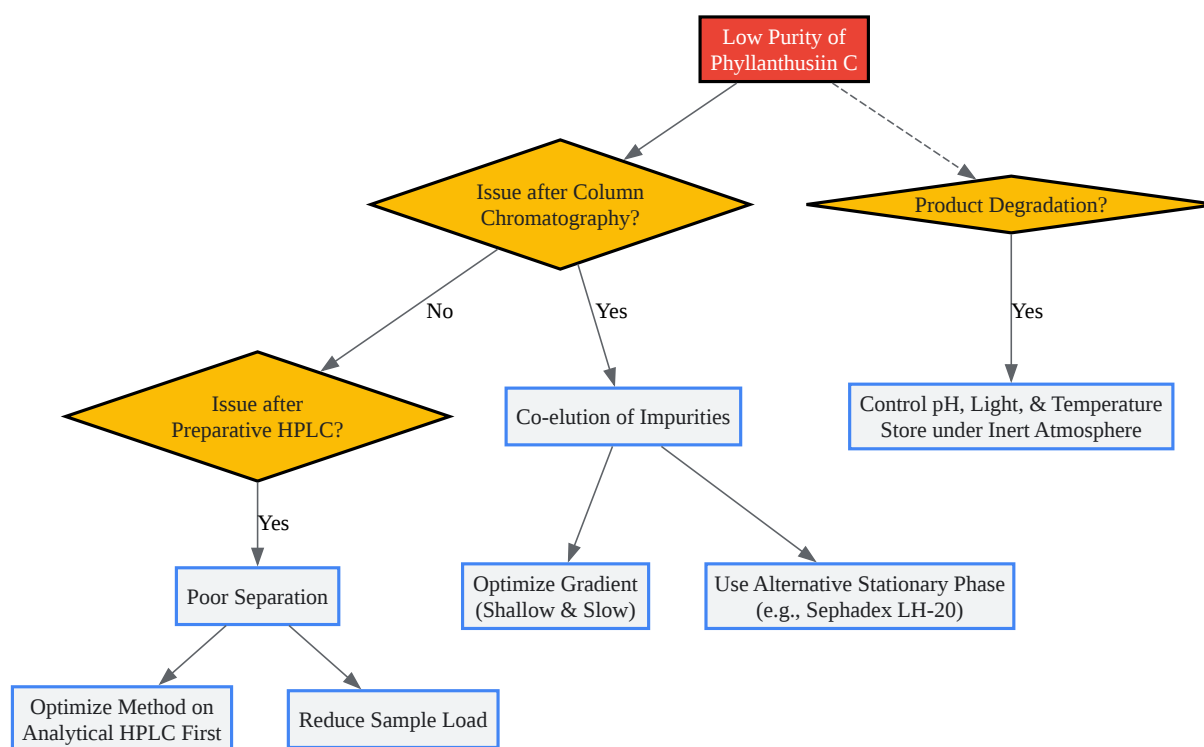 Low Purity of
Phyllanthusiin C
Issue after Column
Chromatography?
Product Degradation?
No
Yes
Yes
Issue after
Preparative HPLC?
Co-elution of Impurities
Control pH, Light, & Temperature
Store under Inert Atmosphere
Yes
Poor Separation
Optimize Gradient
(Shallow & Slow)
Use Alternative Stationary Phase
(e.g., Sephadex LH-20)
Optimize Method on
Analytical HPLC First
Reduce Sample Load